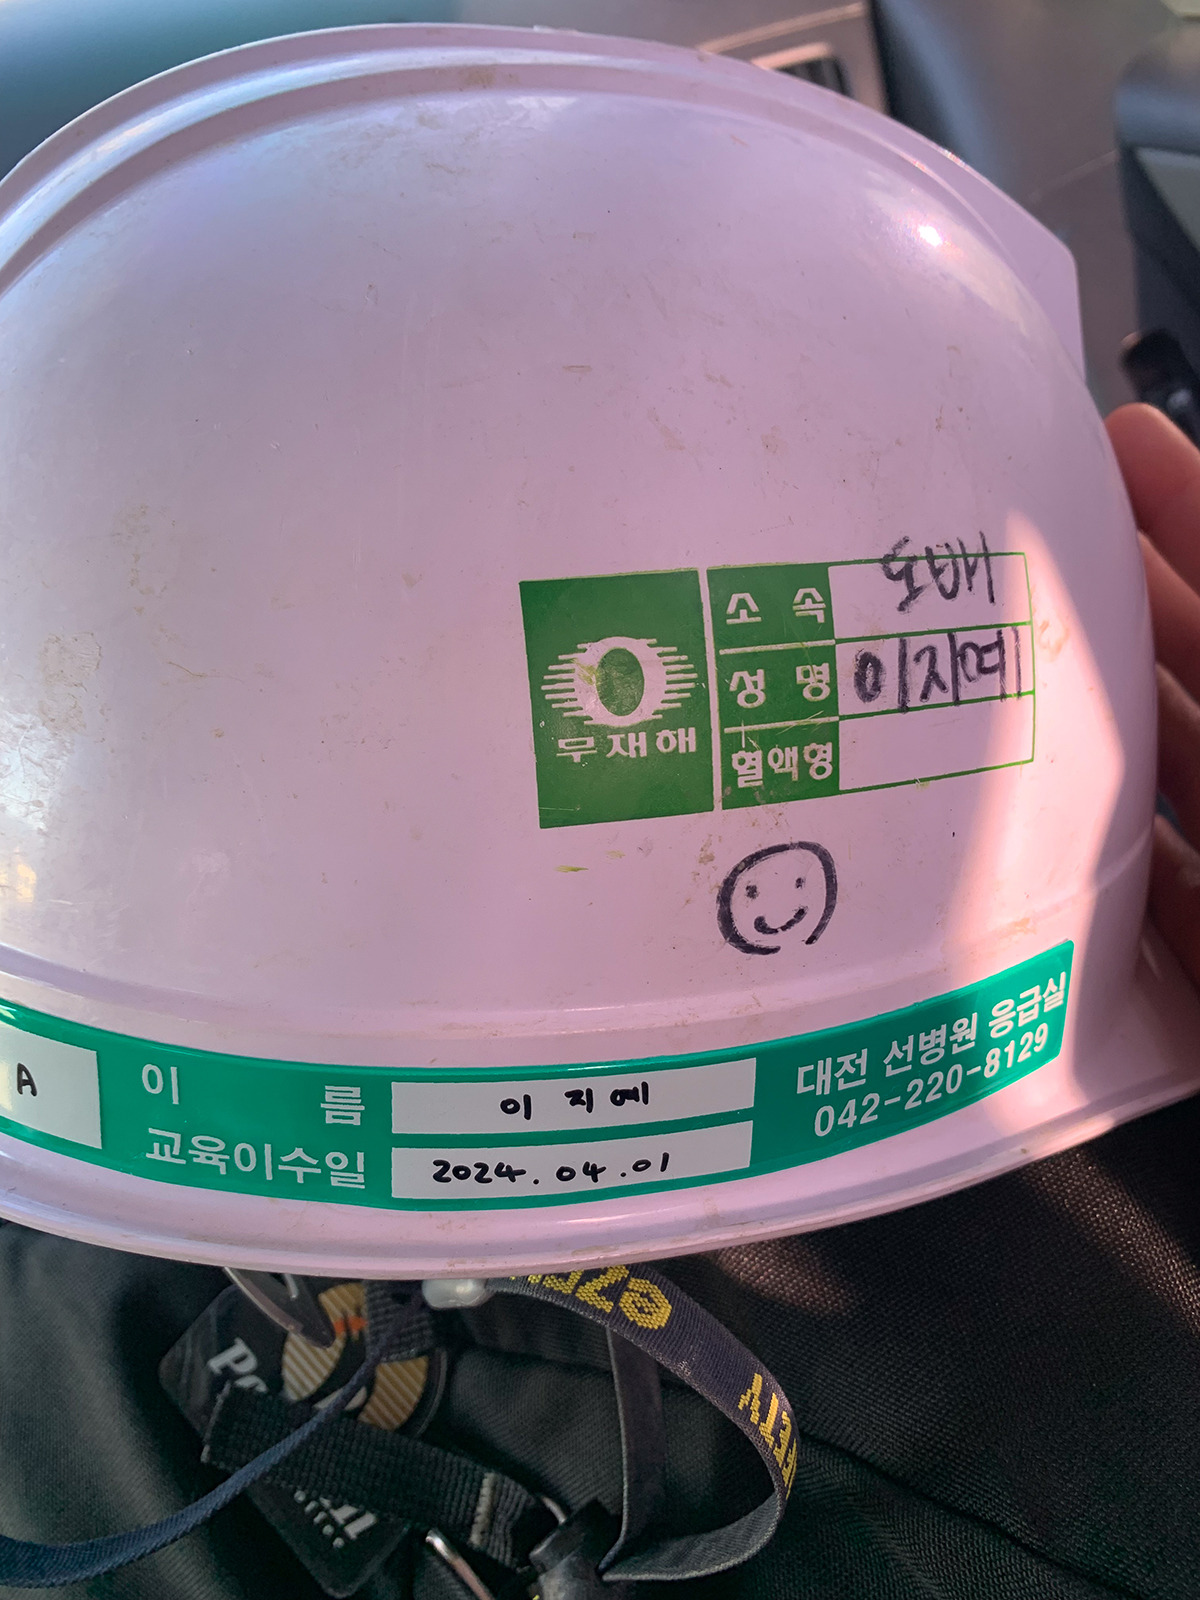 소속 도배
성명 이지예
혈액형
무재해
A
이름 이지예
교육이수일 2024.04.01
대전 선병원 응급실
042-220-8129